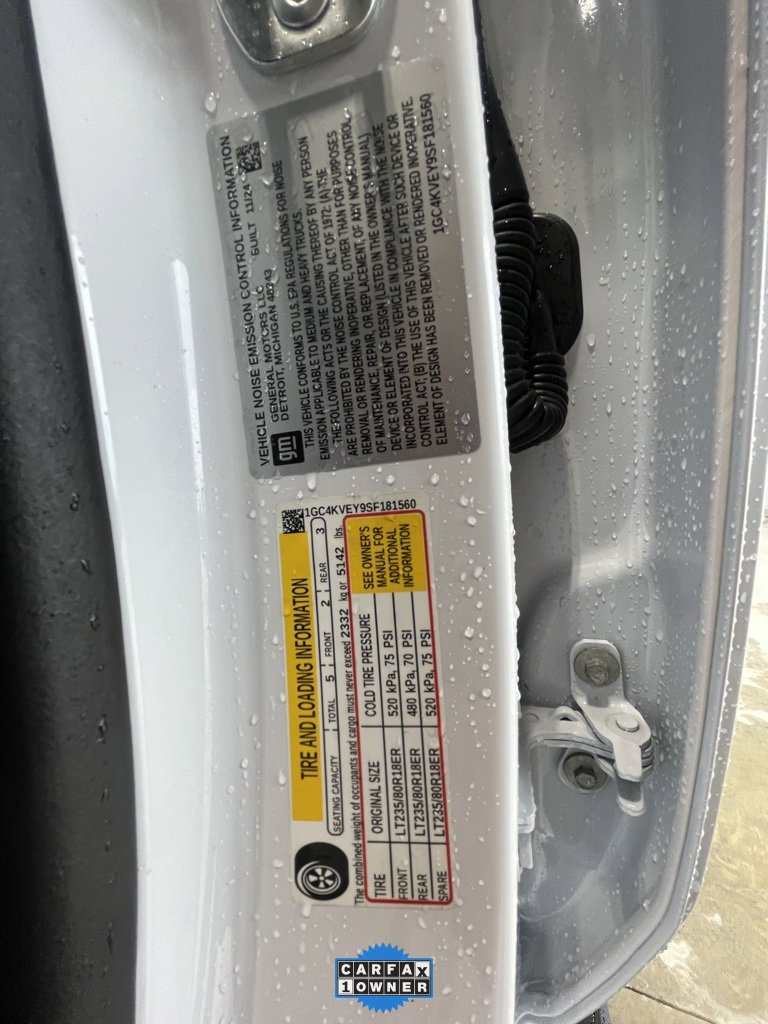 VEHICLE NOISE EMISSION CONTROL INFORMATION
gm
GENERAL MOTORS LLC BUILT 11/24
DETROIT, MICHIGAN 48243
THIS VEHICLE CONFORMS TO U.S. EPA REGULATIONS FOR NOISE
EMISSION APPLICABLE TO MEDIUM AND HEAVY TRUCKS.
THE FOLLOWING ACTS OR THE CAUSING THEREOF BY ANY PERSON
ARE PROHIBITED BY THE NOISE CONTROL ACT OF 1972: (A) THE
REMOVAL OR RENDERING INOPERATIVE, OTHER THAN FOR PURPOSES
OF MAINTENANCE, REPAIR, OR REPLACEMENT, OF ANY NOISE CONTROL
DEVICE OR ELEMENT OF DESIGN (LISTED IN THE OWNER'S MANUAL)
INCORPORATED INTO THIS VEHICLE IN COMPLIANCE WITH THE NOISE
CONTROL ACT; (B) THE USE OF THIS VEHICLE AFTER SUCH DEVICE OR
ELEMENT OF DESIGN HAS BEEN REMOVED OR RENDERED INOPERATIVE.
1GC4KVEY9SF181560
TIRE AND LOADING INFORMATION
SEATING CAPACITY TOTAL 5 FRONT 2 REAR 3
The combined weight of occupants and cargo must never exceed 2332 kg or 5142 lbs.
TIRE ORIGINAL SIZE COLD TIRE PRESSURE
FRONT LT235/80R18ER 520 kPa, 75 PSI
REAR LT235/80R18ER 480 kPa, 70 PSI
SPARE LT235/80R18ER 520 kPa, 75 PSI
SEE OWNER'S
MANUAL FOR
ADDITIONAL
INFORMATION
1GC4KVEY9SF181560
CARFAX
1 OWNER